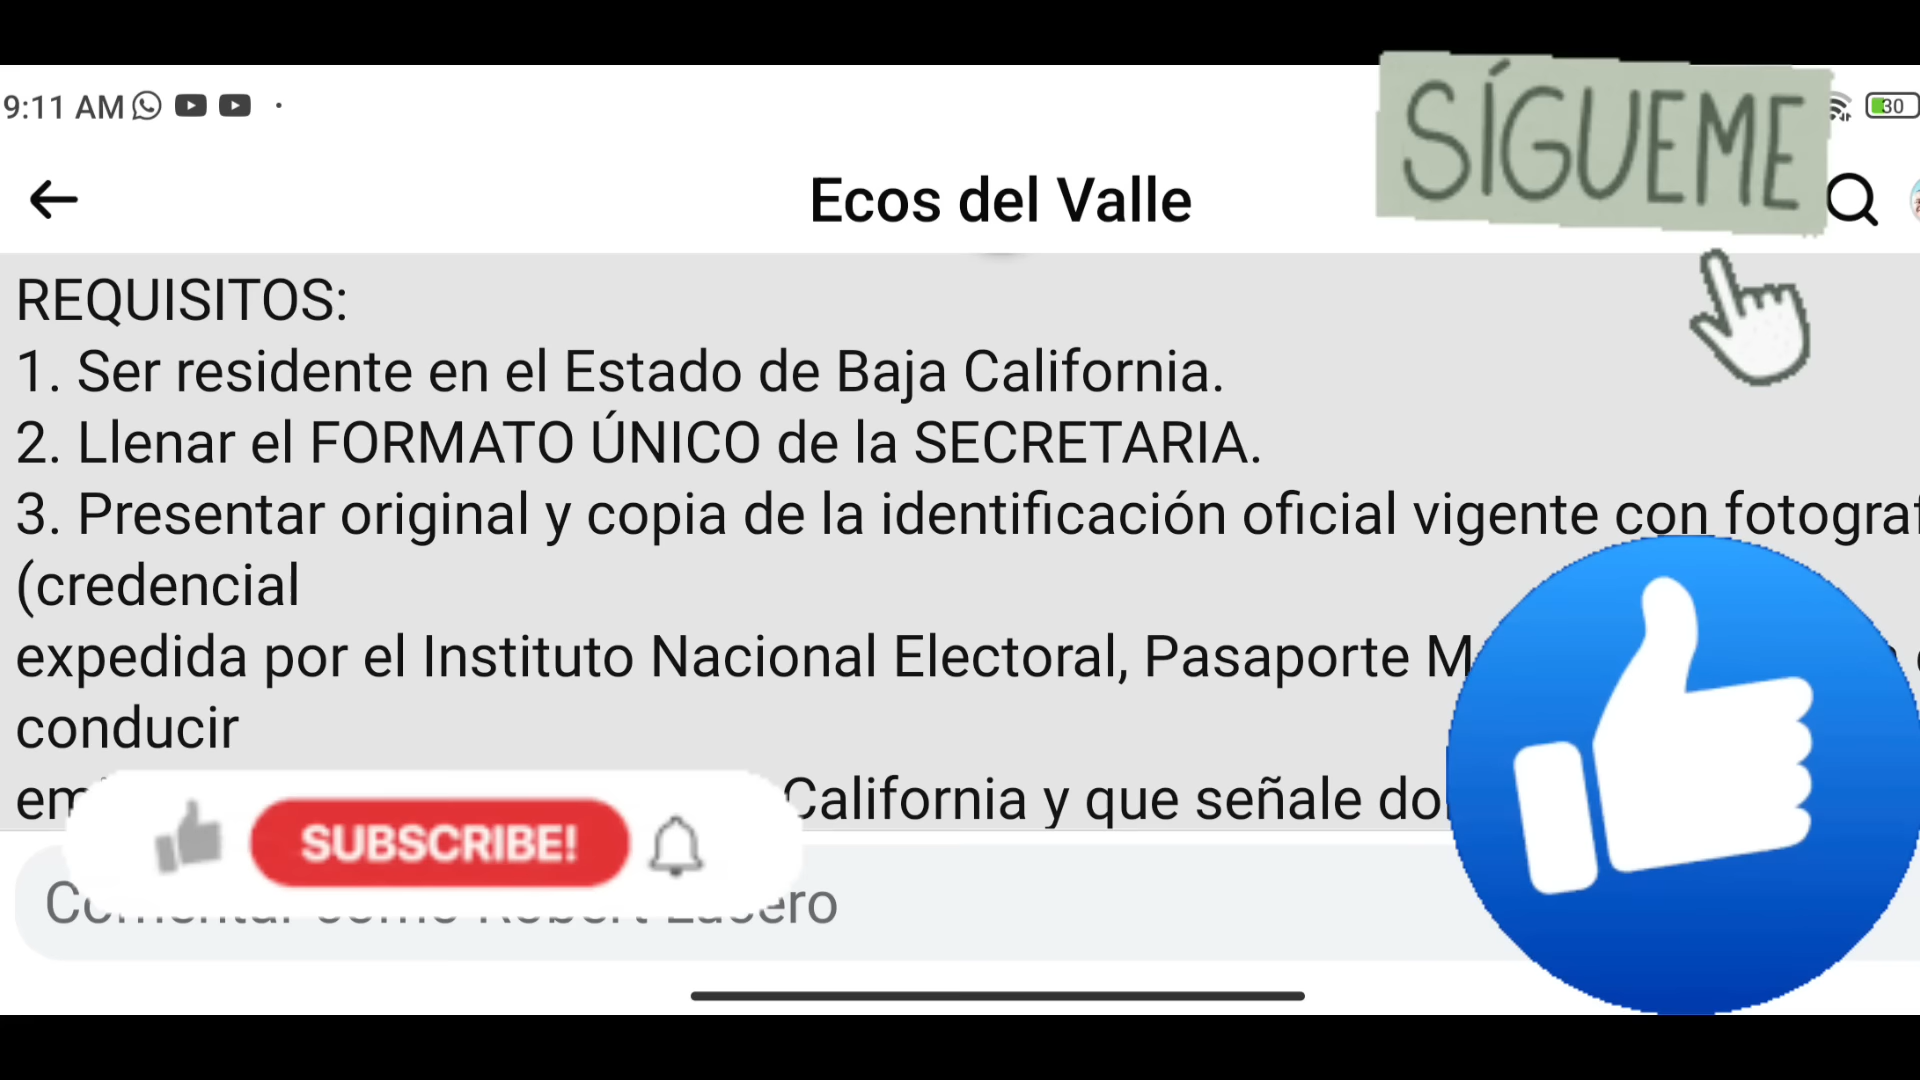 9:11 AM
SÍGUEME
30
Ecos del Valle
REQUISITOS:
1. Ser residente en el Estado de Baja California.
2. Llenar el FORMATO ÚNICO de la SECRETARIA.
3. Presentar original y copia de la identificación oficial vigente con
(credencial
expedida por el Instituto Nacional Electoral, Pasaporte
conducir
California y que señale
SUBSCRIBE!